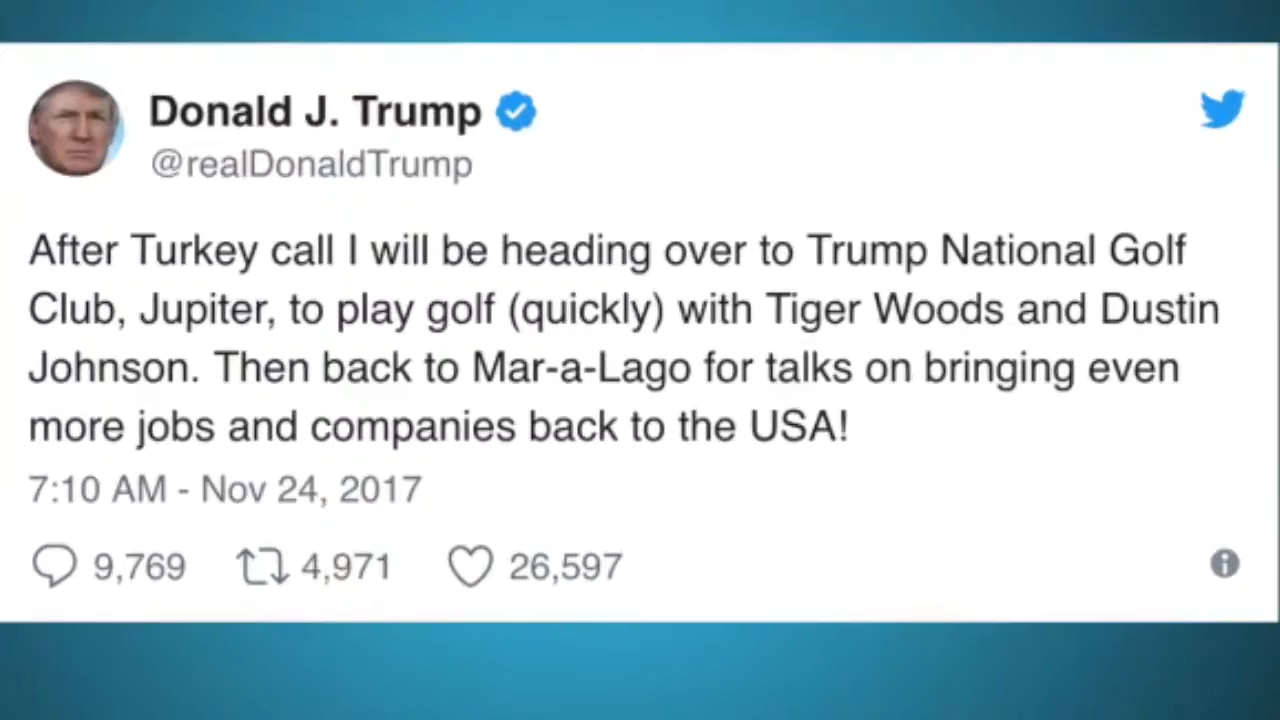 Donald J. Trump
@realDonaldTrump
After Turkey call I will be heading over to Trump National Golf
Club, Jupiter, to play golf (quickly) with Tiger Woods and Dustin
Johnson. Then back to Mar-a-Lago for talks on bringing even
more jobs and companies back to the USA!
7:10 AM - Nov 24, 2017
9,769 4,971 26,597